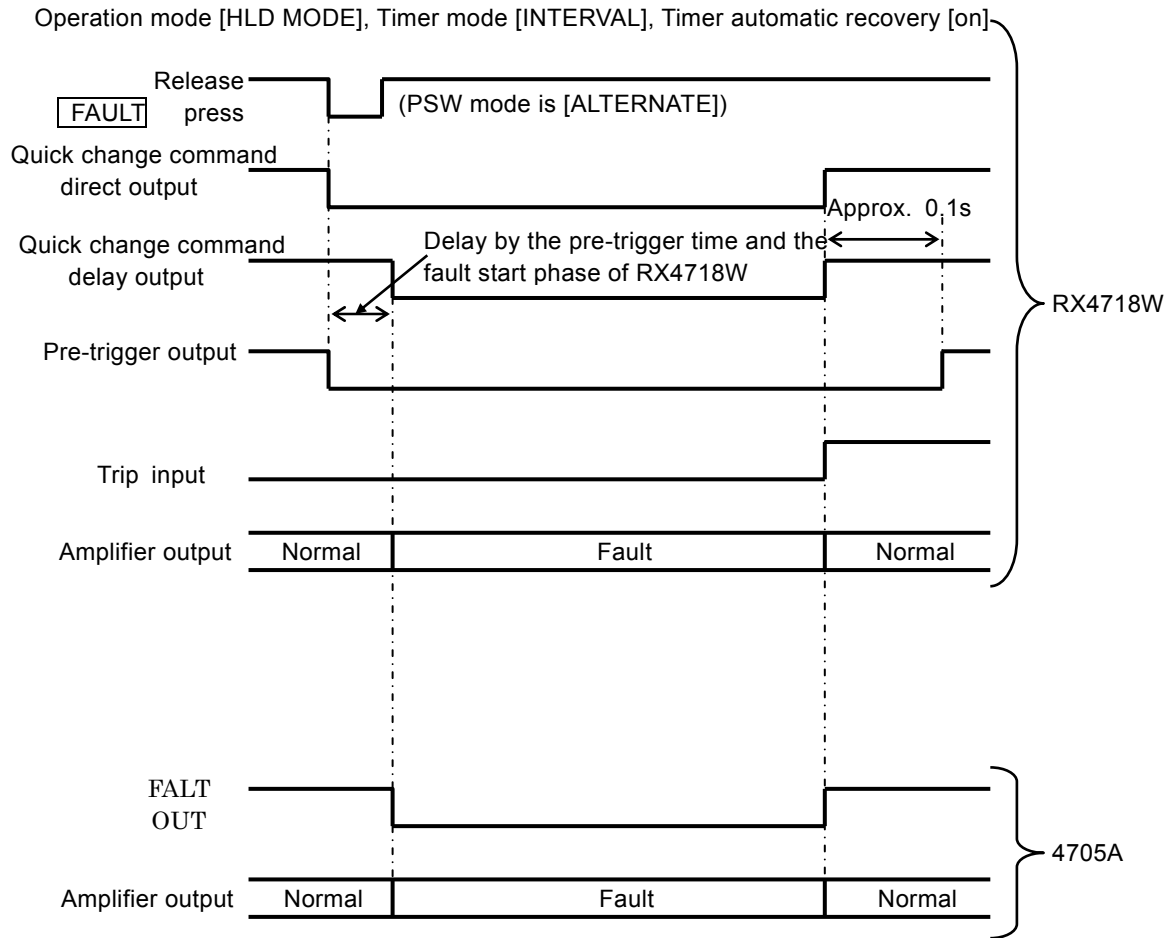 Operation mode [HLD MODE], Timer mode [INTERVAL], Timer automatic recovery [on]
Release
FAULT press
(PSW mode is [ALTERNATE])
Quick change command
direct output
Approx. 0.1s
Quick change command
delay output
Delay by the pre-trigger time and the
fault start phase of RX4718W
RX4718W
Pre-trigger output
Trip input
Amplifier output Normal Fault Normal
FALT
OUT
4705A
Amplifier output Normal Fault Normal